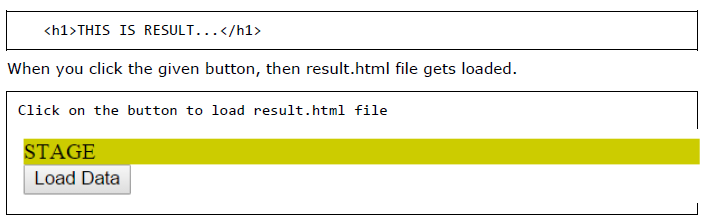 <h1>THIS IS RESULT...</h1>
When you click the given button, then result.html file gets loaded.
Click on the button to load result.html file
STAGE
Load Data